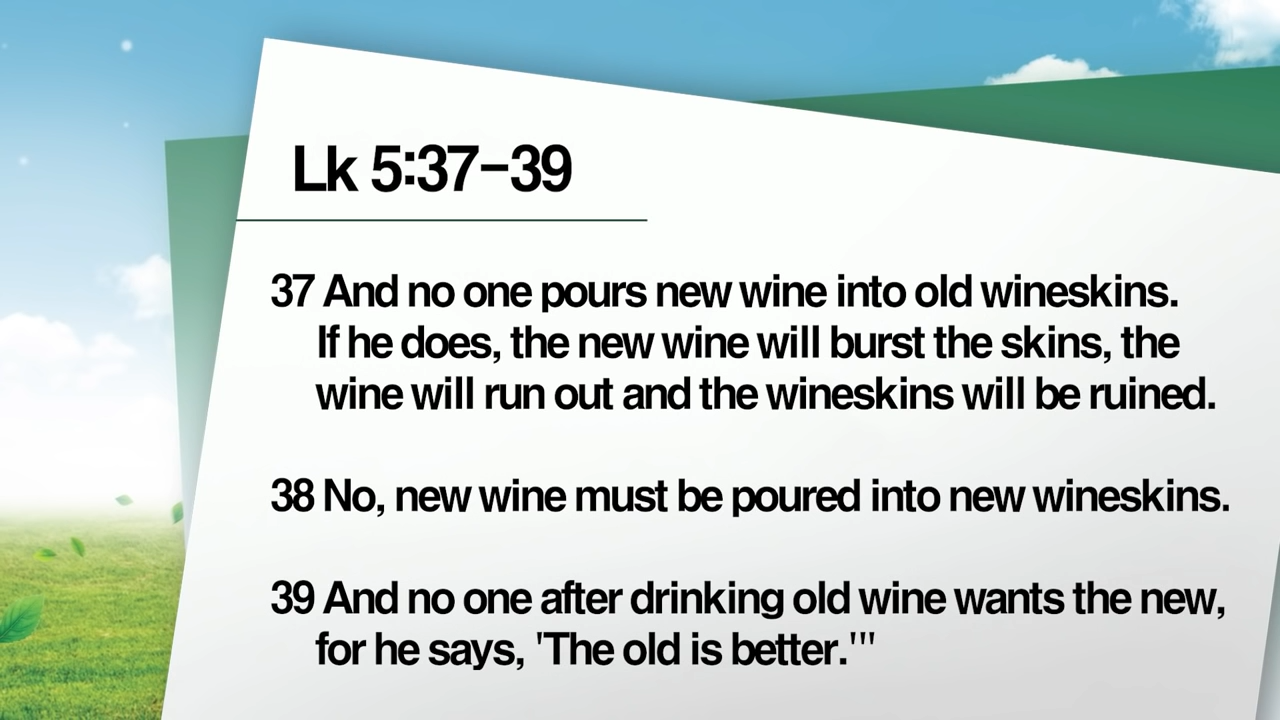 Lk 5:37–39
37 And no one pours new wine into old wineskins.
If he does, the new wine will burst the skins, the
wine will run out and the wineskins will be ruined.
38 No, new wine must be poured into new wineskins.
39 And no one after drinking old wine wants the new,
for he says, 'The old is better.'"